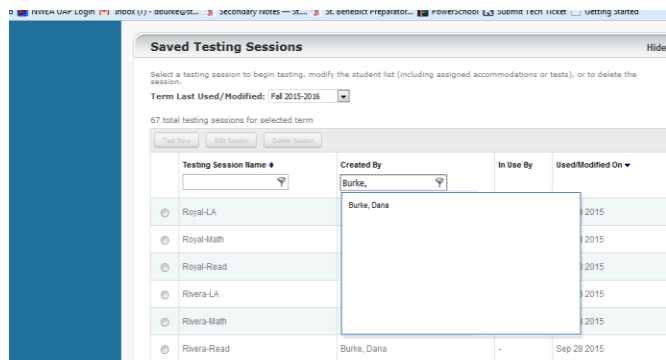 NWEA UAP Login Inbox (7) - dburke@st... Secondary Notes — St.... St. Benedict Preparator... PowerSchool Submit Tech Ticket Getting Started
Saved Testing Sessions Hide
Select a testing session to begin testing, modify the student list (including assigned accommodations or tests), or to delete the
session.
Term Last Used/Modified: Fall 2015-2016
67 total testing sessions for selected term
Test Now Edit Session Delete Session
Testing Session Name Created By In Use By Used/Modified On
Burke,
Burke, Dana
Royal-LA 2015
Royal-Math 2015
Royal-Read 2015
Rivera-LA 2015
Rivera-Math 2015
Rivera-Read Burke, Dana - Sep 28 2015